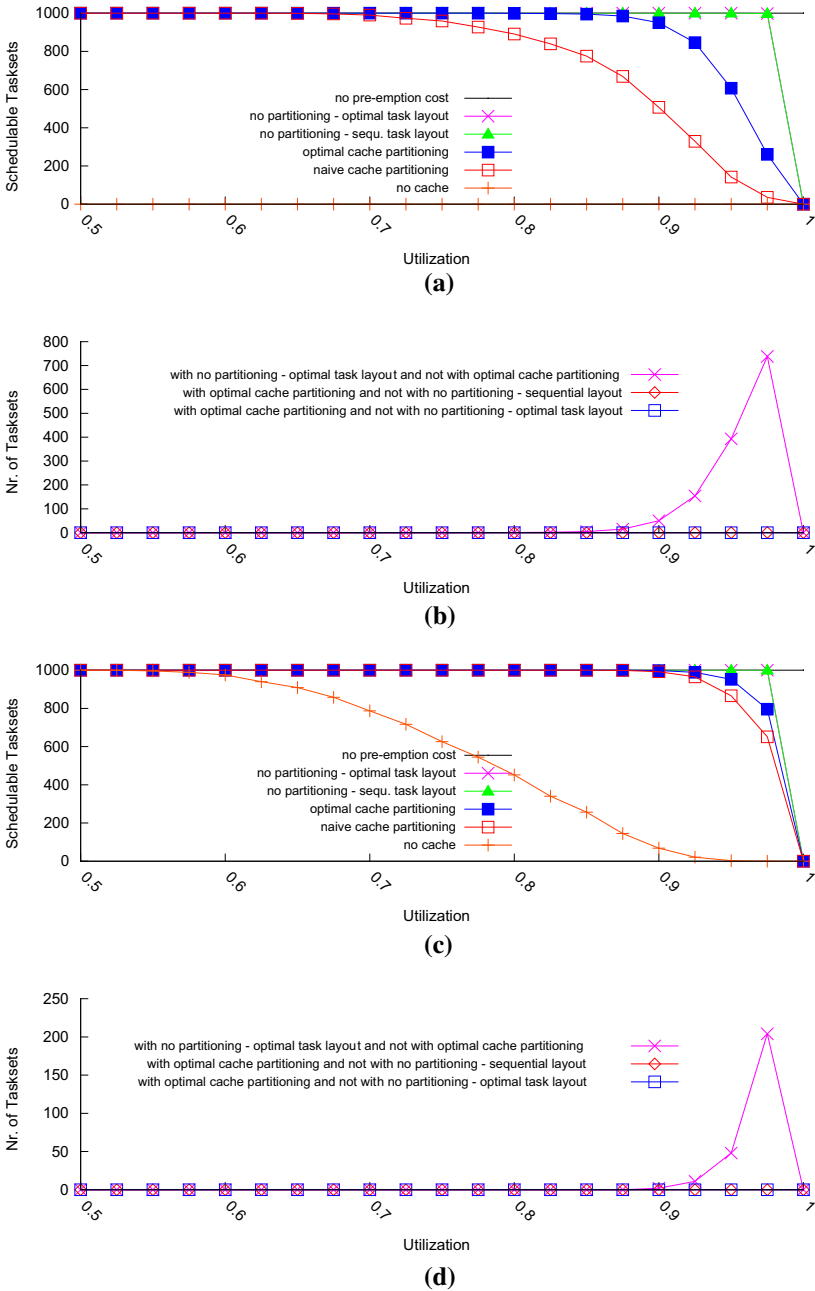 1000
800
600
400
200
0
Schedulable Tasksets
no pre-emption cost
no partitioning - optimal task layout
no partitioning - sequ. task layout
optimal cache partitioning
naive cache partitioning
no cache
0.5
0.6
0.7
0.8
0.9
1
Utilization
(a)
800
700
600
500
400
300
200
100
0
Nr. of Tasksets
with no partitioning - optimal task layout and not with optimal cache partitioning
with optimal cache partitioning and not with no partitioning - sequential layout
with optimal cache partitioning and not with no partitioning - optimal task layout
0.5
0.6
0.7
0.8
0.9
1
Utilization
(b)
1000
800
600
400
200
0
Schedulable Tasksets
no pre-emption cost
no partitioning - optimal task layout
no partitioning - sequ. task layout
optimal cache partitioning
naive cache partitioning
no cache
0.5
0.6
0.7
0.8
0.9
1
Utilization
(c)
250
200
150
100
50
0
Nr. of Tasksets
with no partitioning - optimal task layout and not with optimal cache partitioning
with optimal cache partitioning and not with no partitioning - sequential layout
with optimal cache partitioning and not with no partitioning - optimal task layout
0.5
0.6
0.7
0.8
0.9
1
Utilization
(d)